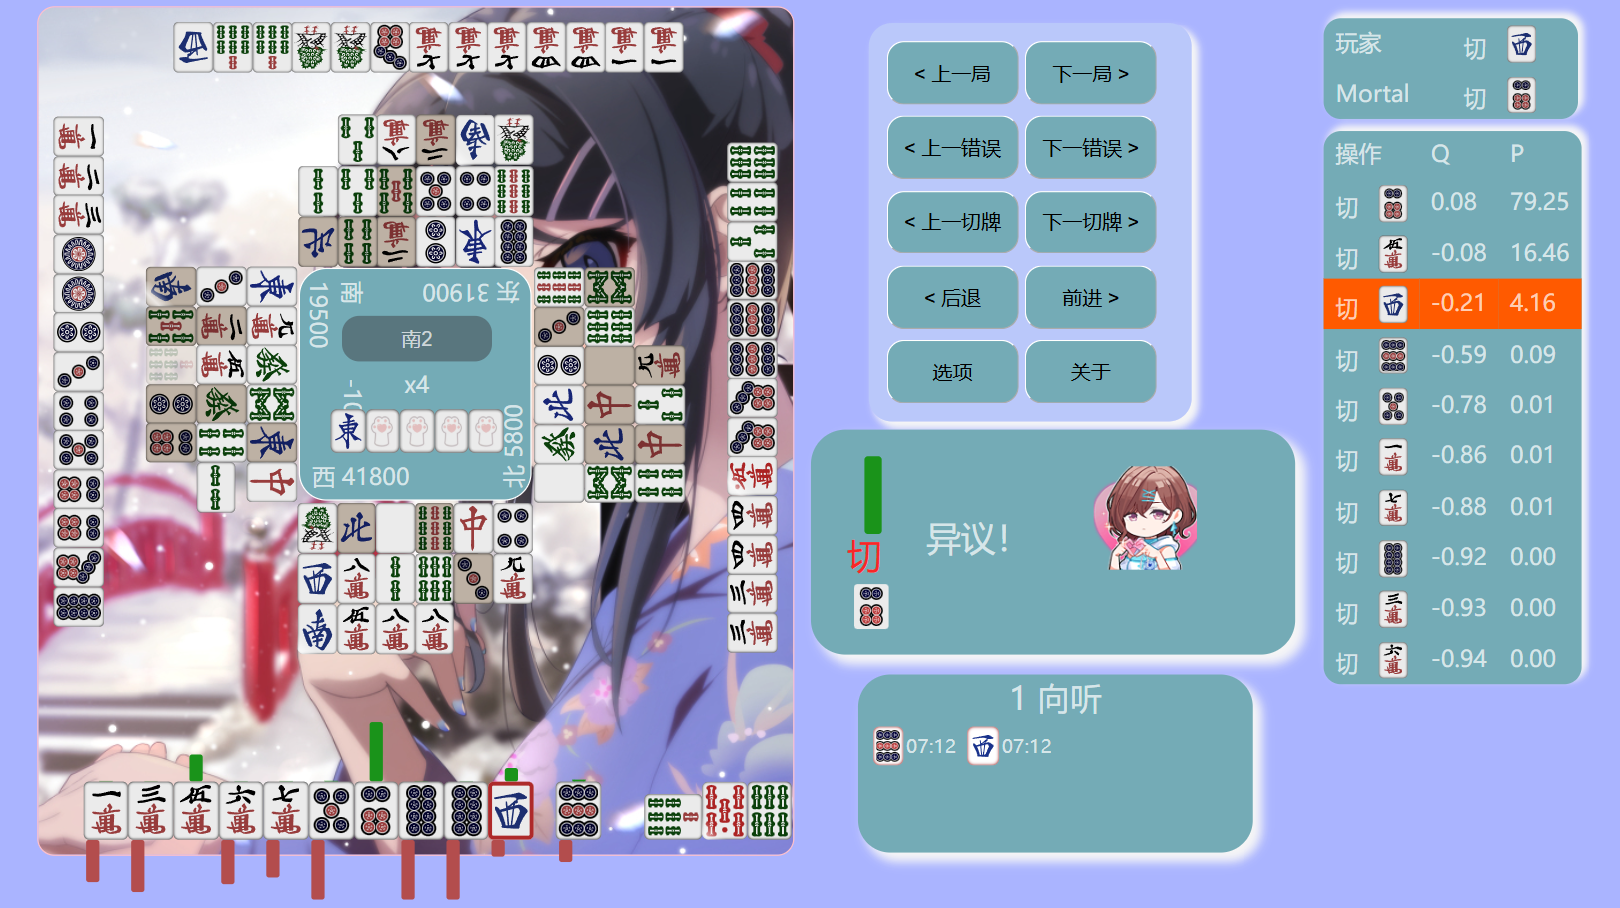 南
19500
东 31900
南2
x4
-1
西 41800
北 5800
< 上一局
下一局 >
< 上一错误
下一错误 >
< 上一切牌
下一切牌 >
< 后退
前进 >
选项
关于
切
异议！
1 向听
07:12
07:12
玩家 切
Mortal 切
操作 Q P
切 0.08 79.25
切 -0.08 16.46
切 -0.21 4.16
切 -0.59 0.09
切 -0.78 0.01
切 -0.86 0.01
切 -0.88 0.01
切 -0.92 0.00
切 -0.93 0.00
切 -0.94 0.00